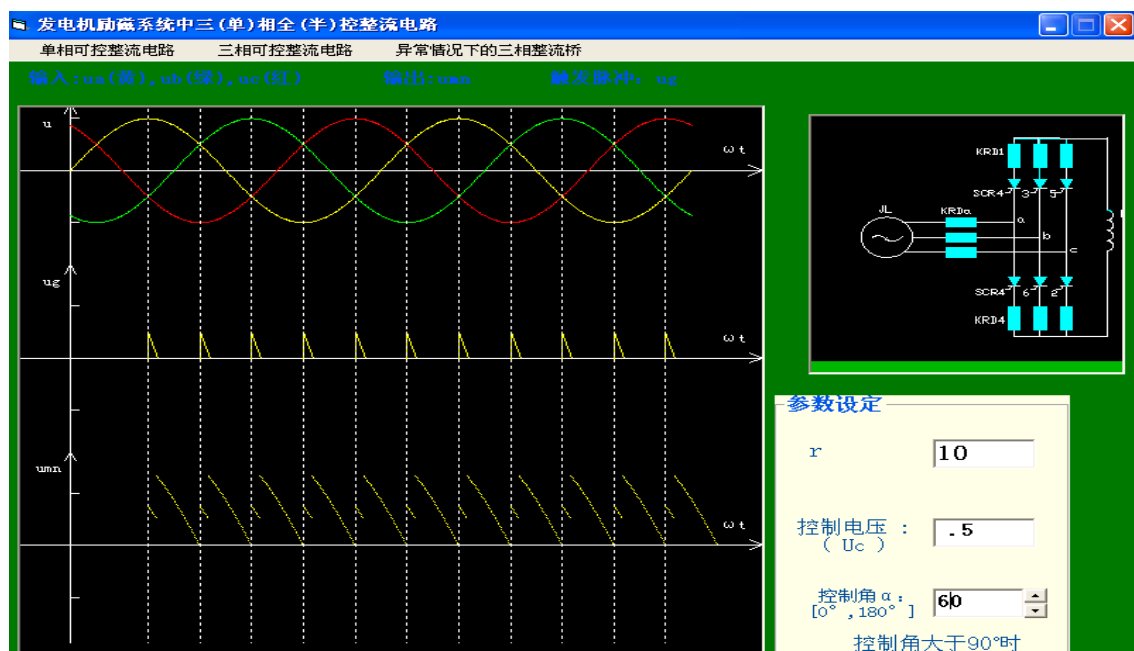 发电机励磁系统中三(单)相全(半)控整流电路
单相可控整流电路 三相可控整流电路 异常情况下的三相整流桥
输入:ua(黄),ub(绿),uc(红) 输出:umn 触发脉冲: ug
u
ωt
ug
ωt
umn
ωt
KRD1
SCR4 3 5
JL
KRDa
a
b
c
SCR4 6 2
KRD4
参数设定
r 10
控制电压 : .5
( Uc )
控制角α: 60
[0° ,180° ]
控制角大于90°时